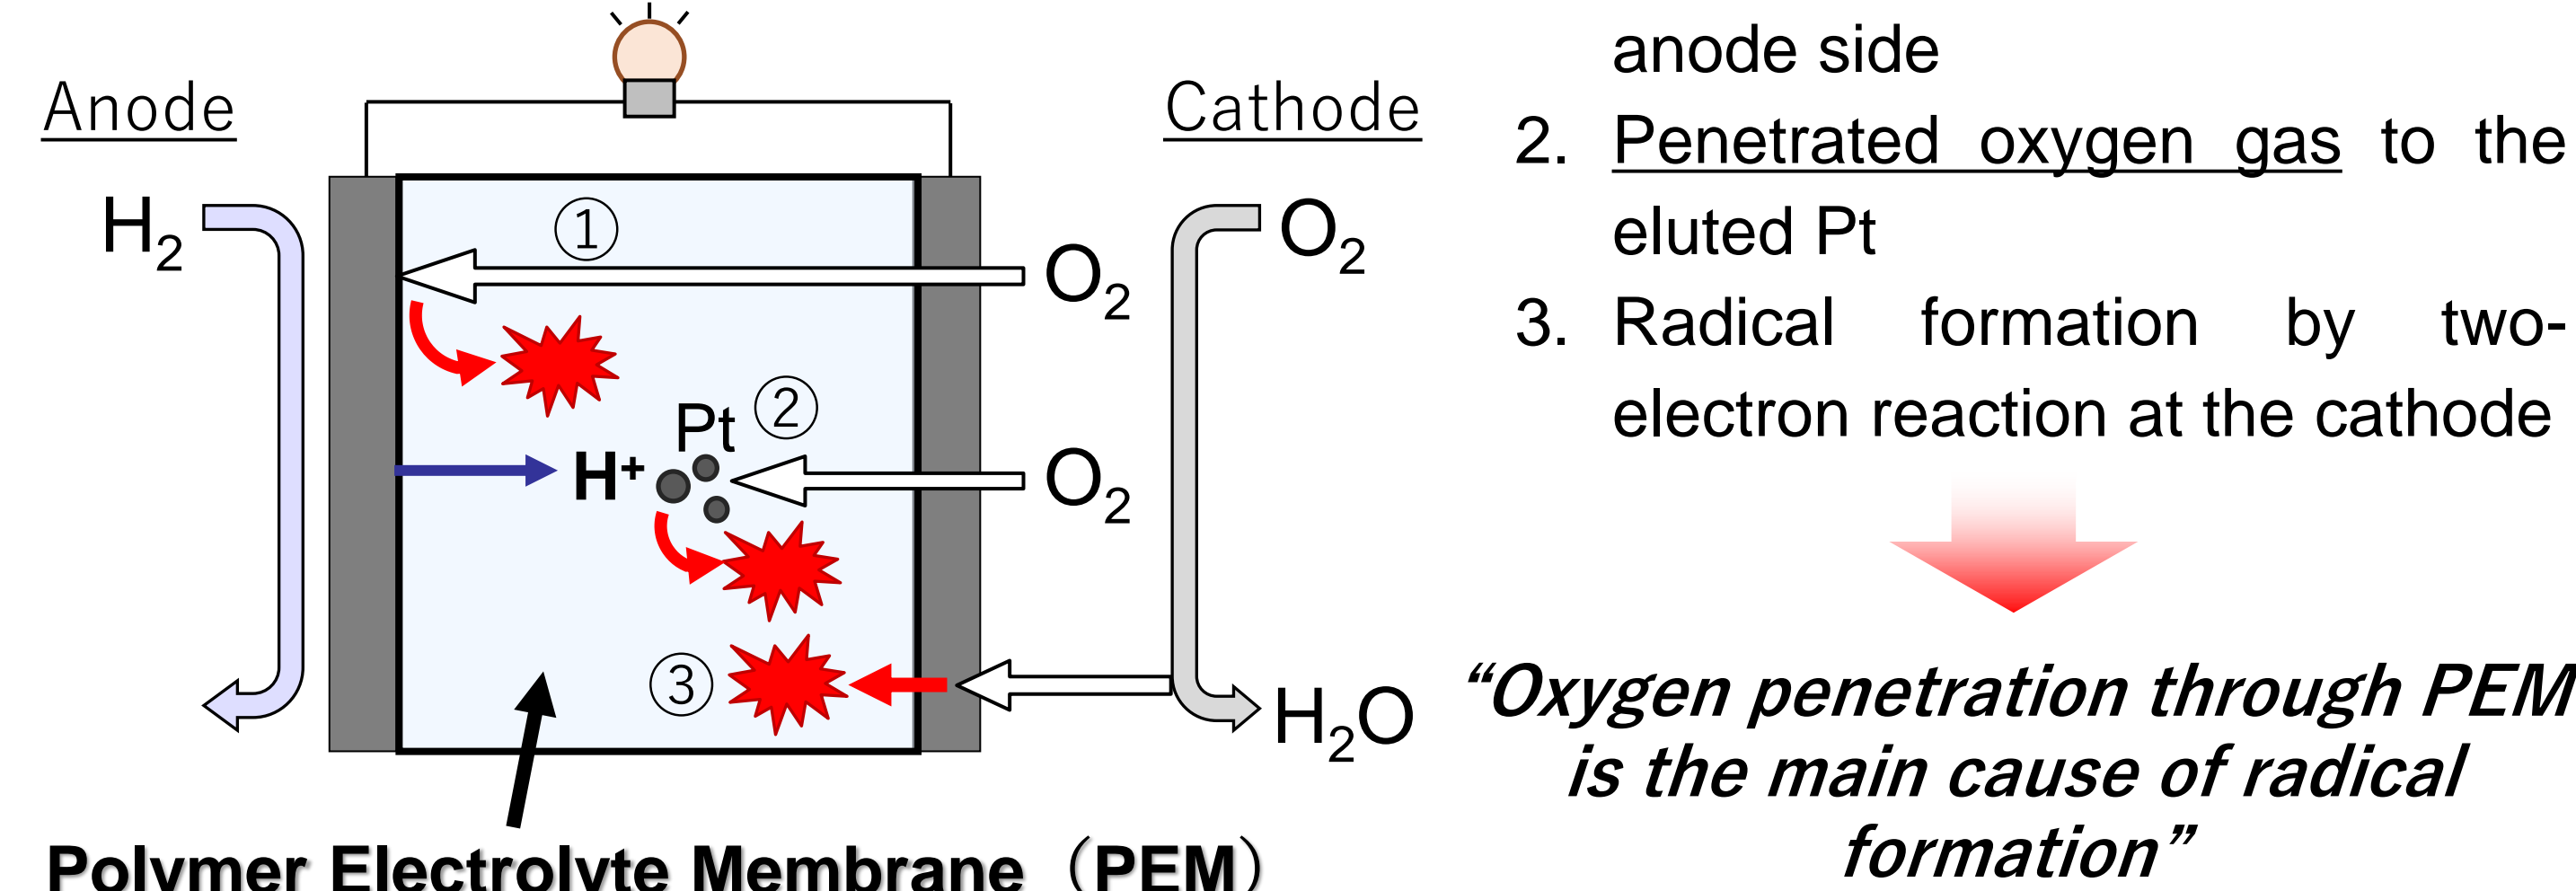 Anode
Cathode
H₂
①
O₂
O₂
Pt
②
H⁺
O₂
③
H₂O
Polymer Electrolyte Membrane（PEM）
anode side
2. Penetrated oxygen gas to the
eluted Pt
3. Radical formation by two-
electron reaction at the cathode
“Oxygen penetration through PEM
is the main cause of radical
formation”